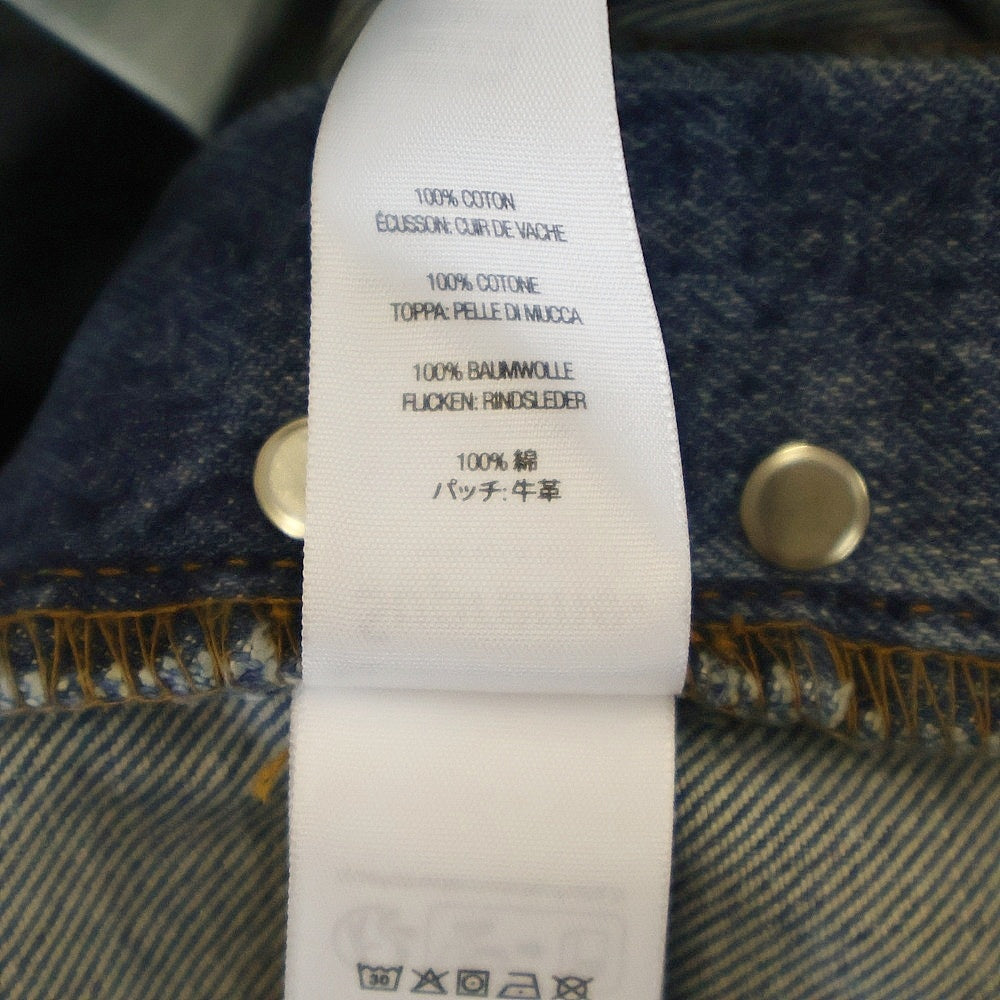 100% COTON
ÉCUSSON: CUIR DE VACHE
100% COTONE
TOPPA: PELLE DI MUCCA
100% BAUMWOLLE
FLICKEN: RINDSLEDER
100% 綿
パッチ: 牛革
30